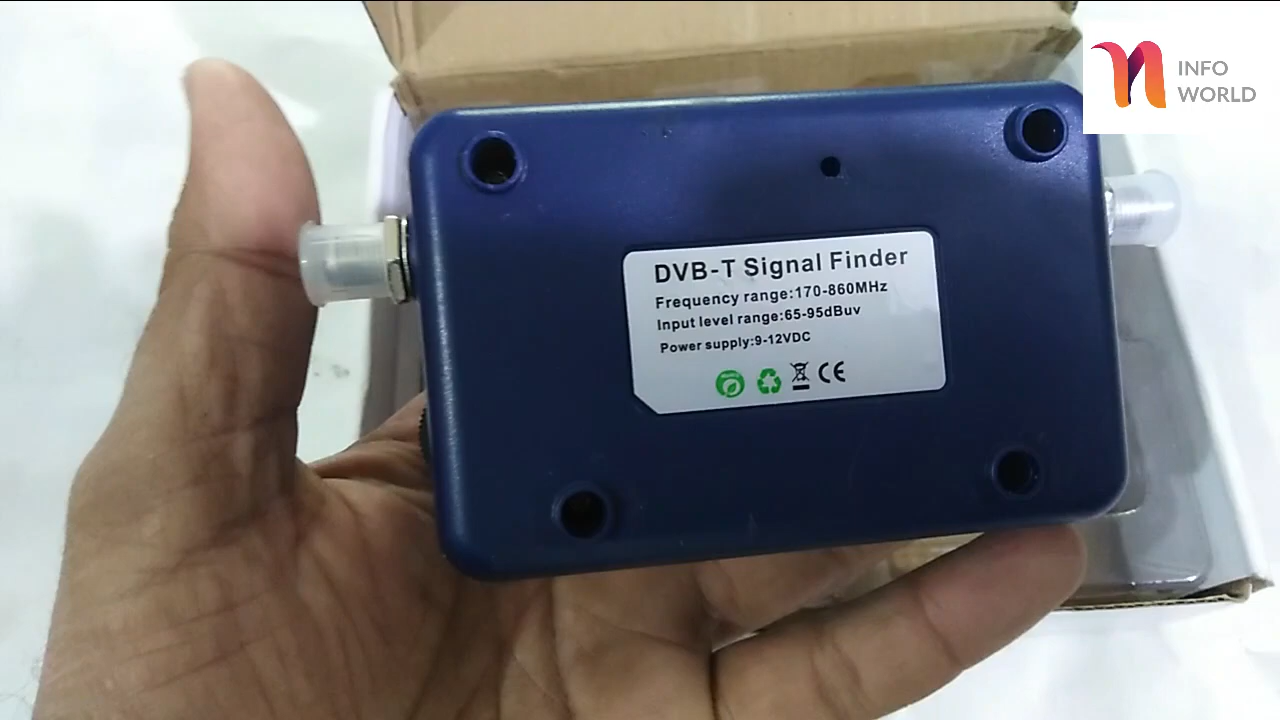 INFO
WORLD
DVB-T Signal Finder
Frequency range:170-860MHz
Input level range:65-95dBuv
Power supply:9-12VDC
CE